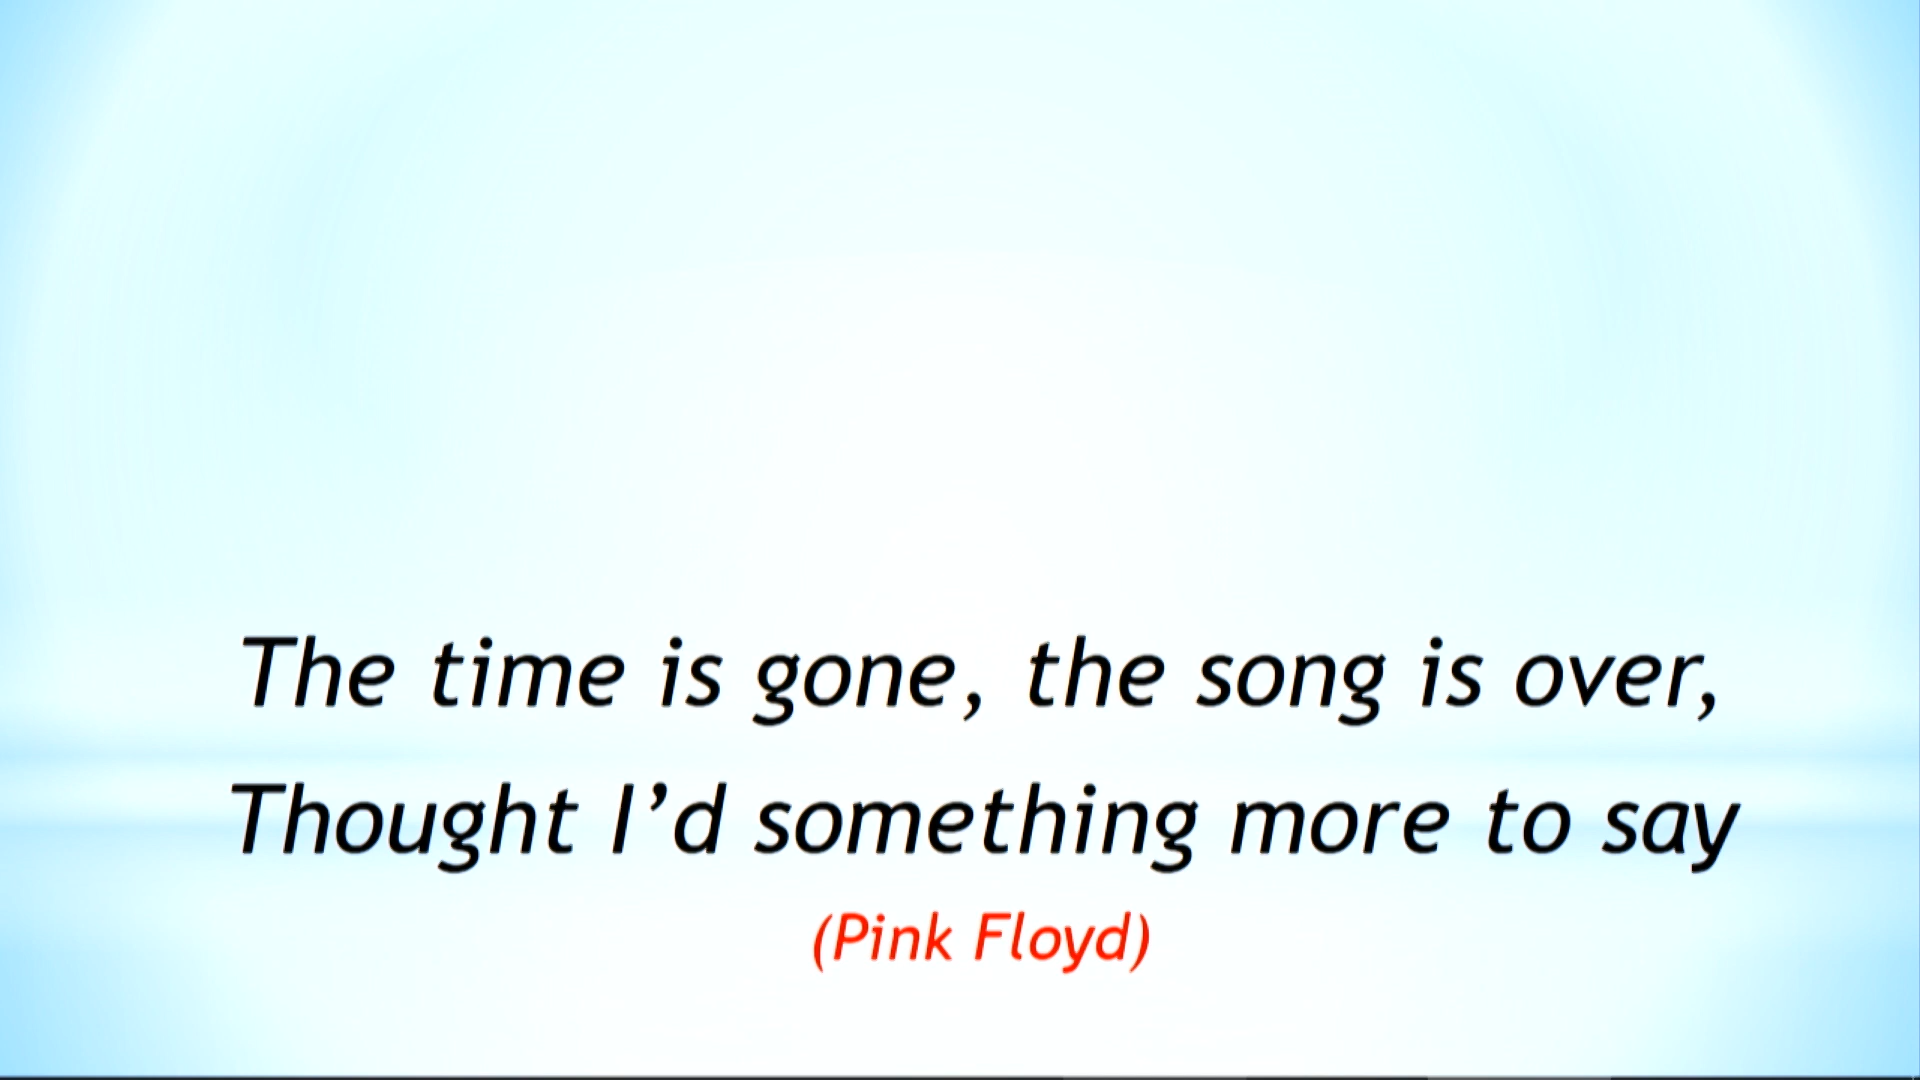 The time is gone, the song is over,
Thought I’d something more to say
(Pink Floyd)